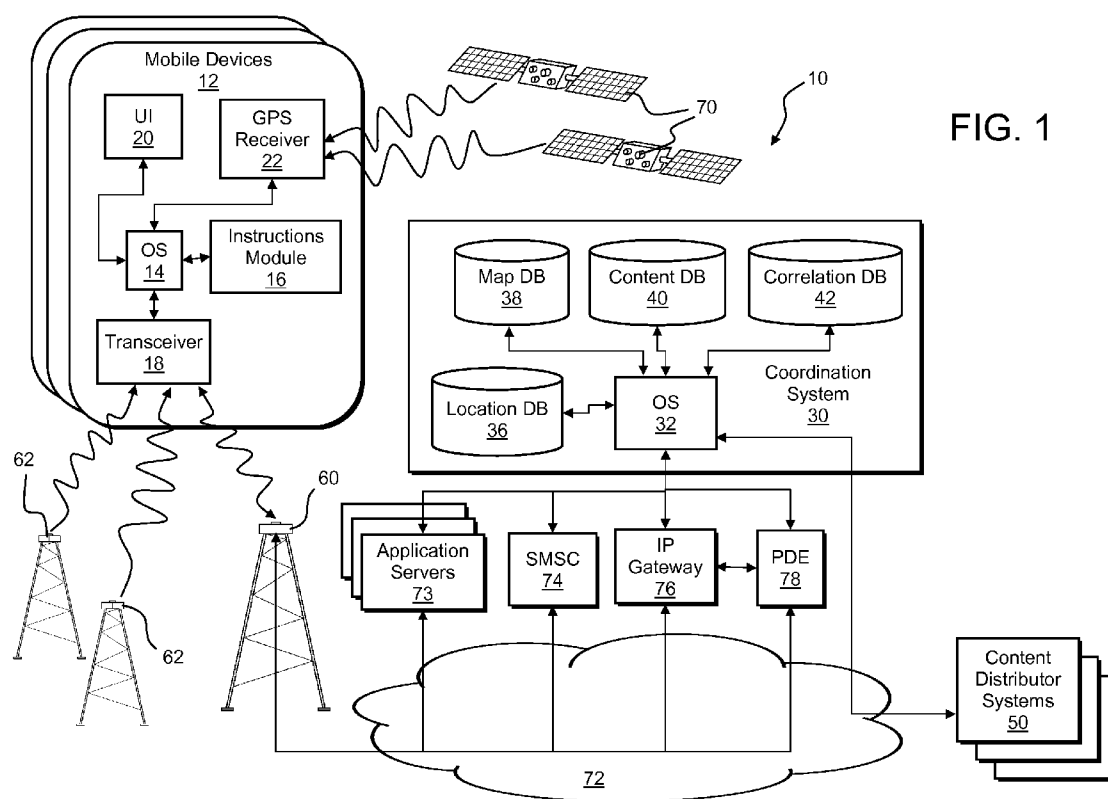 Mobile Devices
12
UI
20
GPS
Receiver
22
OS
14
Instructions
Module
16
Transceiver
18
70
10
FIG. 1
Map DB
38
Content DB
40
Correlation DB
42
Location DB
36
OS
32
Coordination
System
30
62
60
62
Application
Servers
73
SMSC
74
IP
Gateway
76
PDE
78
Content
Distributor
Systems
50
72